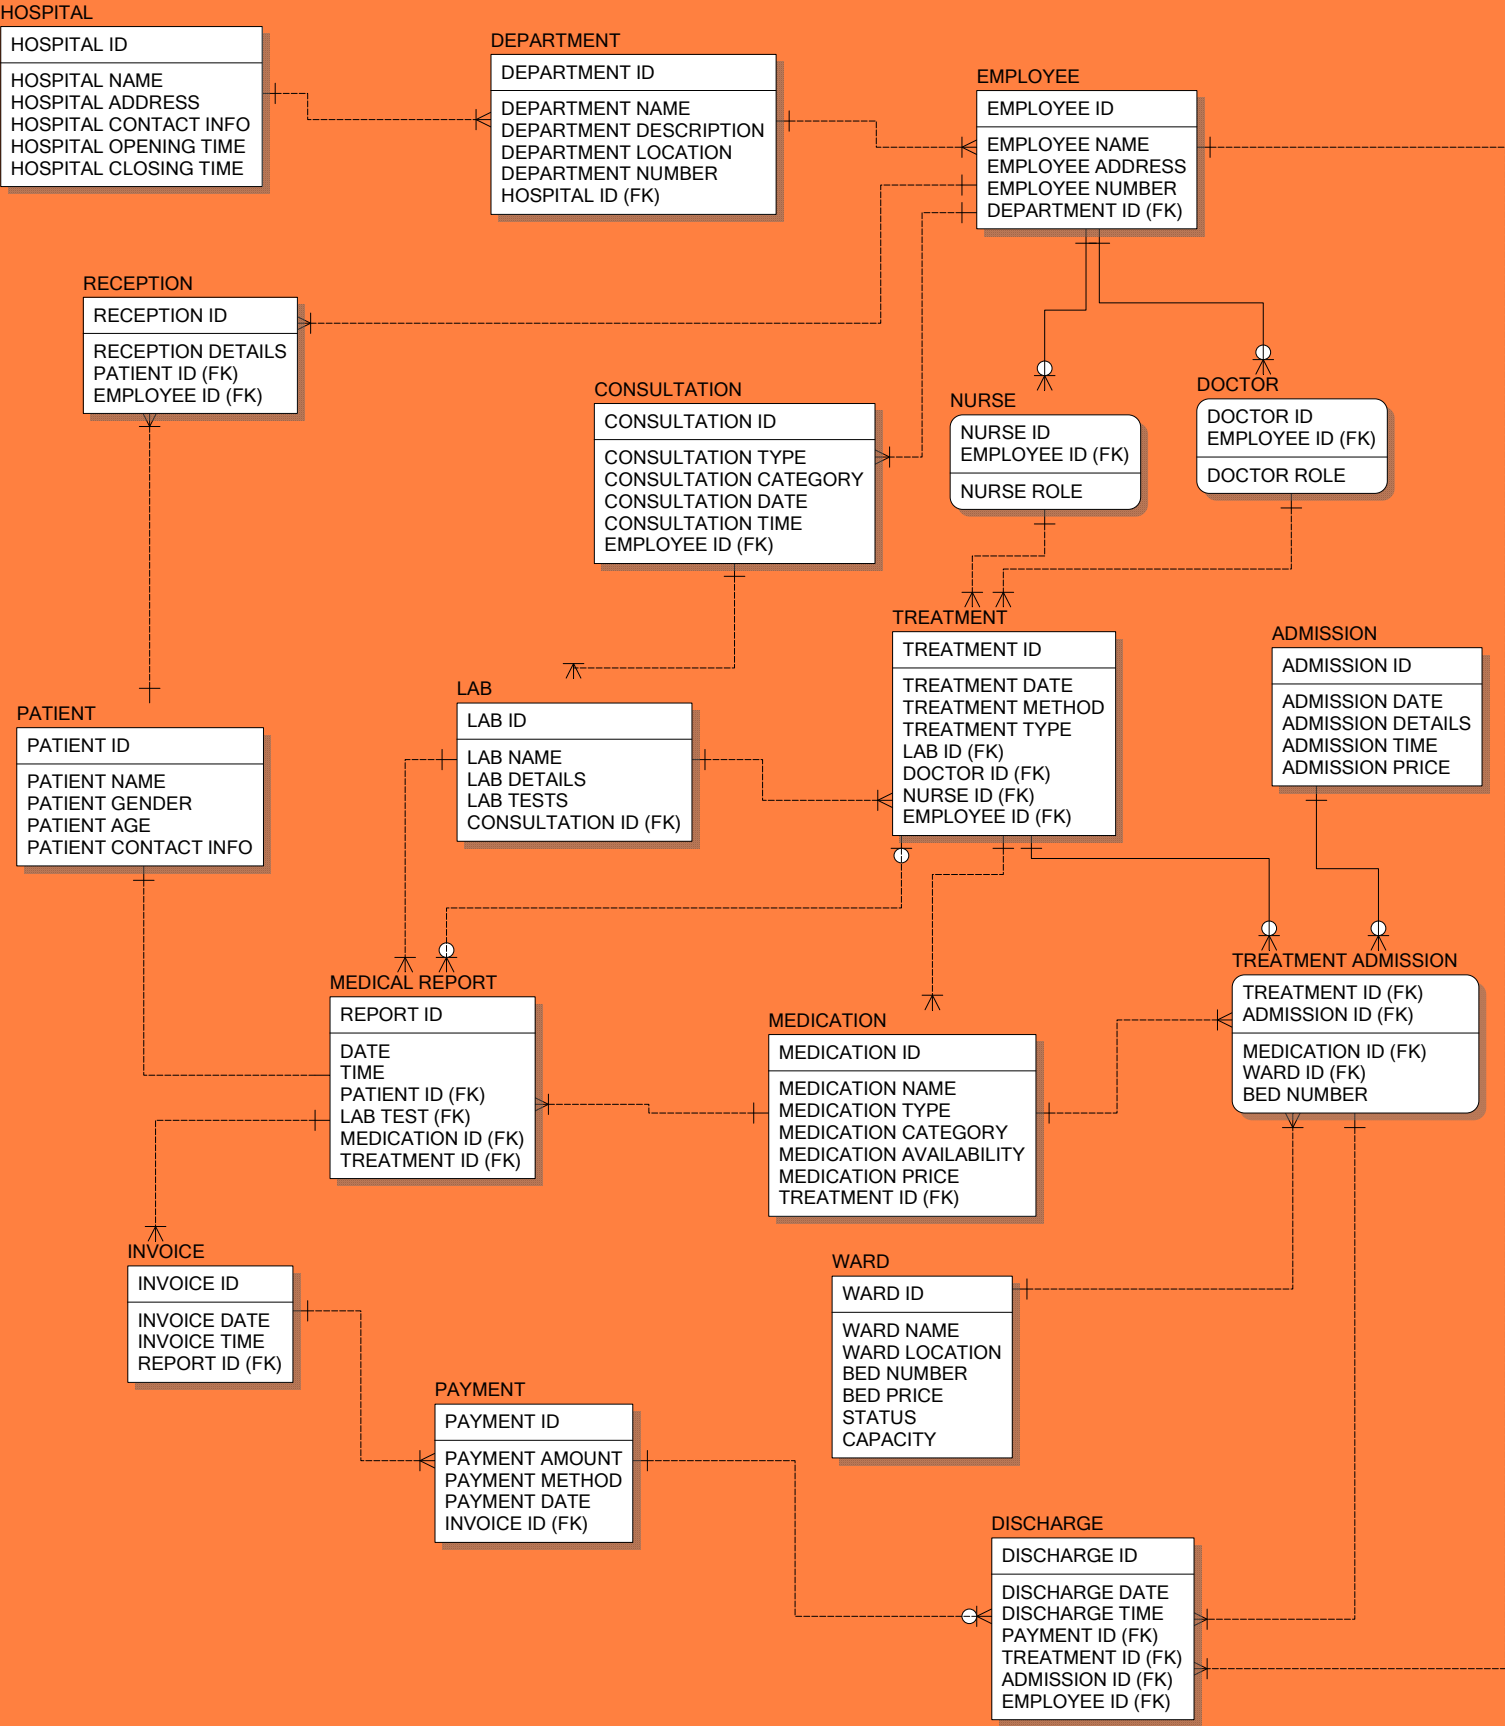 HOSPITAL
HOSPITAL ID
HOSPITAL NAME
HOSPITAL ADDRESS
HOSPITAL CONTACT INFO
HOSPITAL OPENING TIME
HOSPITAL CLOSING TIME
DEPARTMENT
DEPARTMENT ID
DEPARTMENT NAME
DEPARTMENT DESCRIPTION
DEPARTMENT LOCATION
DEPARTMENT NUMBER
HOSPITAL ID (FK)
EMPLOYEE
EMPLOYEE ID
EMPLOYEE NAME
EMPLOYEE ADDRESS
EMPLOYEE NUMBER
DEPARTMENT ID (FK)
RECEPTION
RECEPTION ID
RECEPTION DETAILS
PATIENT ID (FK)
EMPLOYEE ID (FK)
CONSULTATION
CONSULTATION ID
CONSULTATION TYPE
CONSULTATION CATEGORY
CONSULTATION DATE
CONSULTATION TIME
EMPLOYEE ID (FK)
NURSE
NURSE ID
EMPLOYEE ID (FK)
NURSE ROLE
DOCTOR
DOCTOR ID
EMPLOYEE ID (FK)
DOCTOR ROLE
TREATMENT
TREATMENT ID
TREATMENT DATE
TREATMENT METHOD
TREATMENT TYPE
LAB ID (FK)
DOCTOR ID (FK)
NURSE ID (FK)
EMPLOYEE ID (FK)
ADMISSION
ADMISSION ID
ADMISSION DATE
ADMISSION DETAILS
ADMISSION TIME
ADMISSION PRICE
LAB
LAB ID
LAB NAME
LAB DETAILS
LAB TESTS
CONSULTATION ID (FK)
PATIENT
PATIENT ID
PATIENT NAME
PATIENT GENDER
PATIENT AGE
PATIENT CONTACT INFO
MEDICAL REPORT
REPORT ID
DATE
TIME
PATIENT ID (FK)
LAB TEST (FK)
MEDICATION ID (FK)
TREATMENT ID (FK)
MEDICATION
MEDICATION ID
MEDICATION NAME
MEDICATION TYPE
MEDICATION CATEGORY
MEDICATION AVAILABILITY
MEDICATION PRICE
TREATMENT ID (FK)
TREATMENT ADMISSION
TREATMENT ID (FK)
ADMISSION ID (FK)
MEDICATION ID (FK)
WARD ID (FK)
BED NUMBER
INVOICE
INVOICE ID
INVOICE DATE
INVOICE TIME
REPORT ID (FK)
WARD
WARD ID
WARD NAME
WARD LOCATION
BED NUMBER
BED PRICE
STATUS
CAPACITY
PAYMENT
PAYMENT ID
PAYMENT AMOUNT
PAYMENT METHOD
PAYMENT DATE
INVOICE ID (FK)
DISCHARGE
DISCHARGE ID
DISCHARGE DATE
DISCHARGE TIME
PAYMENT ID (FK)
TREATMENT ID (FK)
ADMISSION ID (FK)
EMPLOYEE ID (FK)